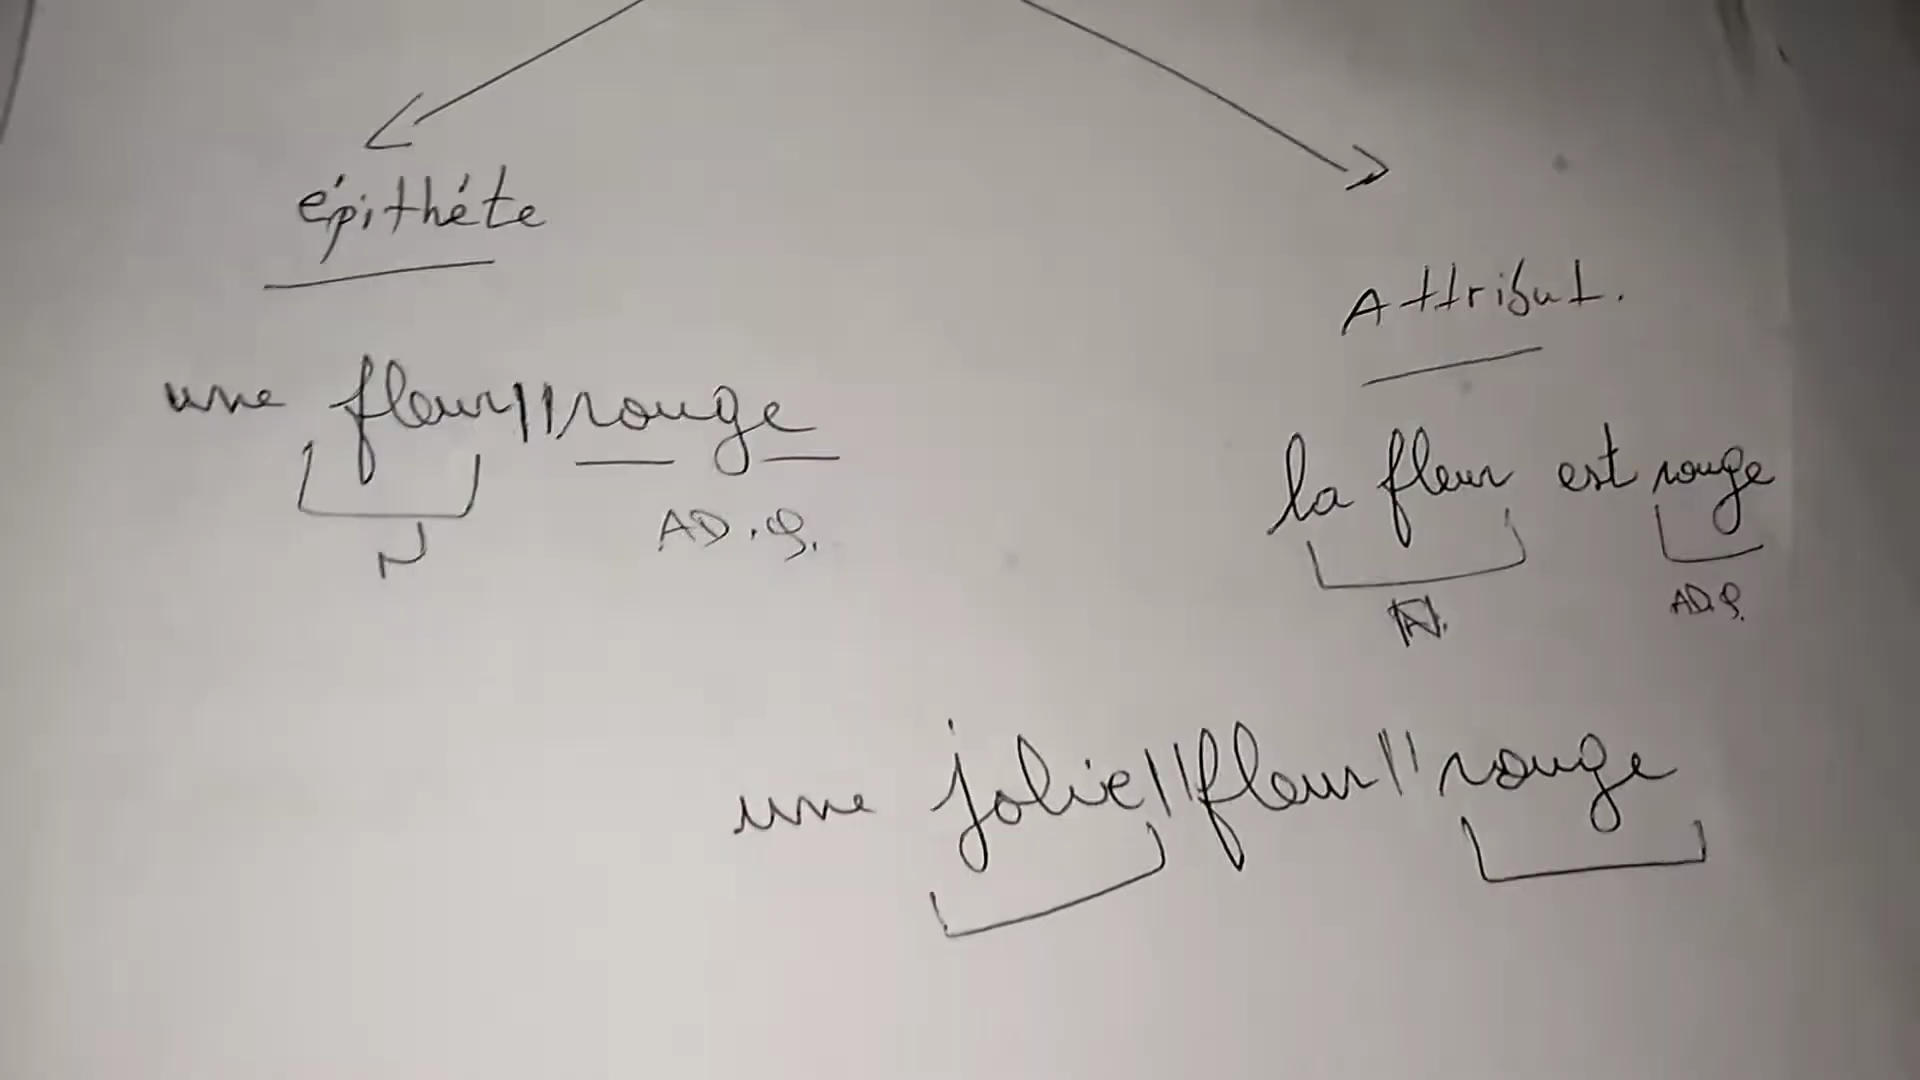 épithéte
Attribut.
une fleur // rouge
N
AD.Q.
la fleur est rouge
N.
AD.Q.
une jolie // fleur // rouge